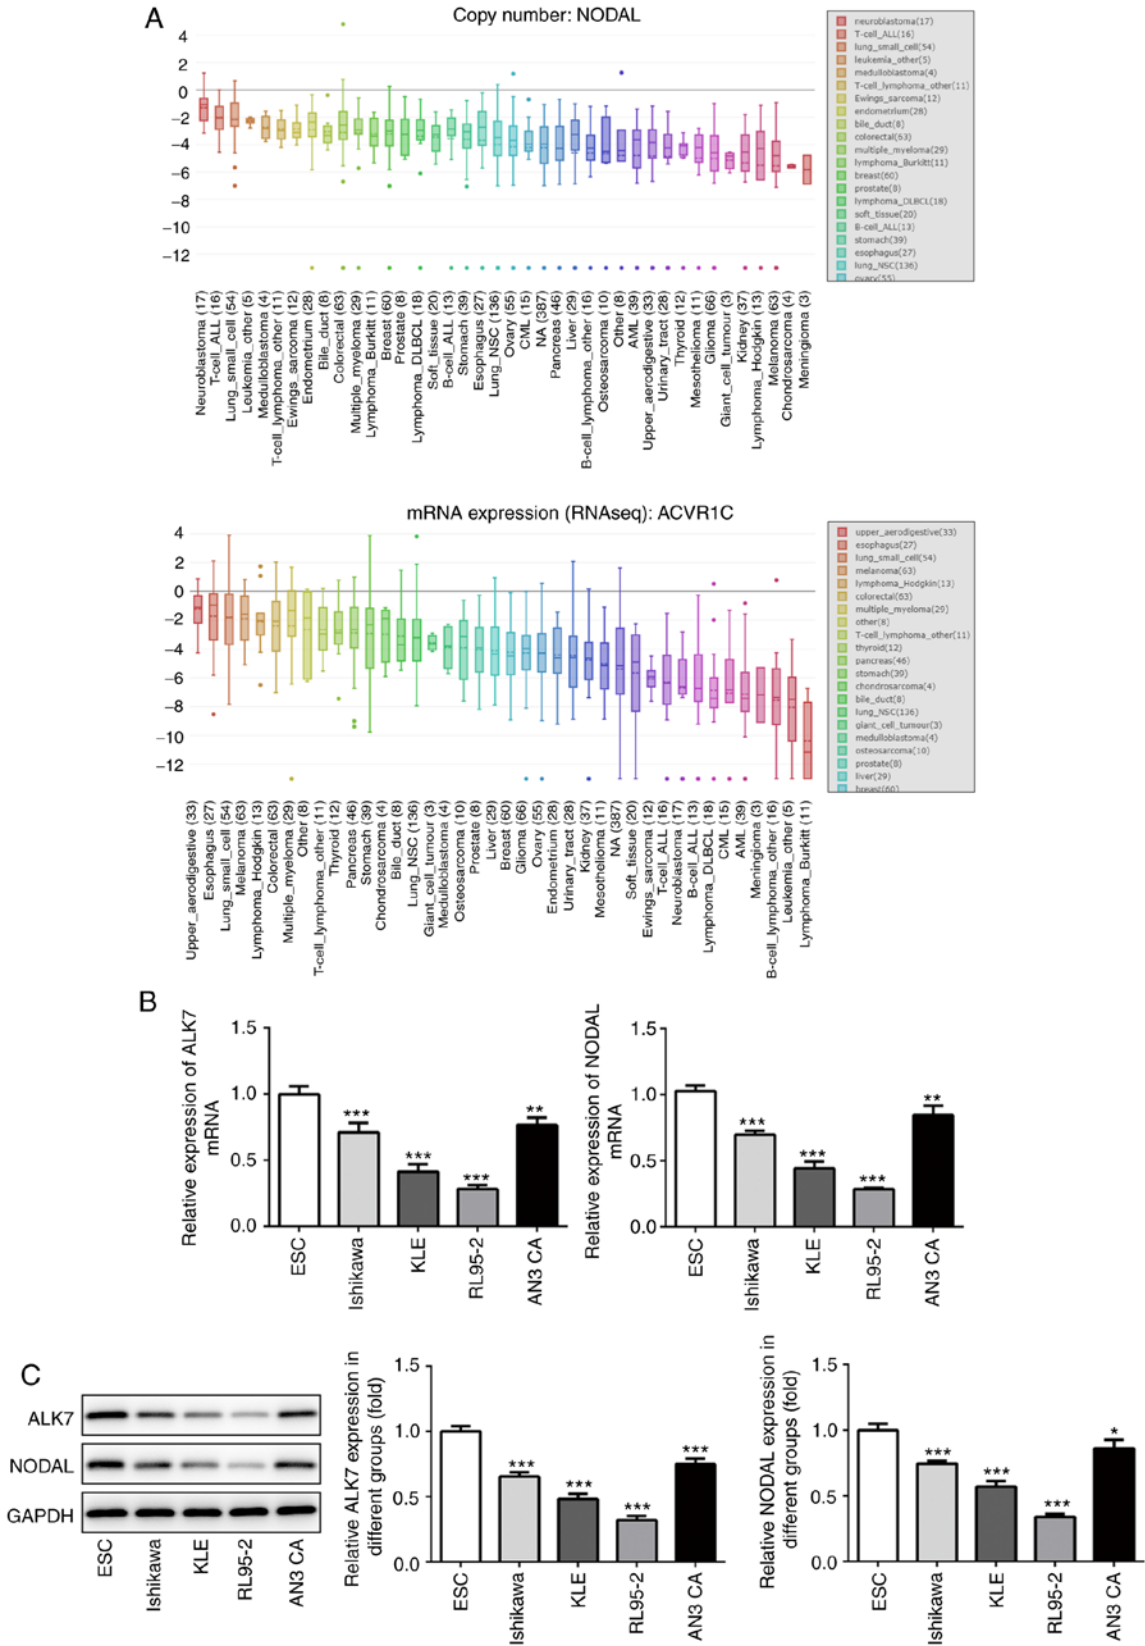 A
Copy number: NODAL
4
2
0
−2
−4
−6
−8
−10
−12
Neuroblastoma (17)
T-cell_ALL (16)
Lung_small_cell (54)
Leukemia_other (5)
Medulloblastoma (4)
T-cell_lymphoma_other (11)
Ewings_sarcoma (12)
Endometrium (28)
Bile_duct (8)
Colorectal (63)
Multiple_myeloma (29)
Lymphoma_Burkitt (11)
Breast (60)
Prostate (8)
Lymphoma_DLBCL (18)
Soft_tissue (20)
B-cell_ALL (13)
Stomach (39)
Esophagus (27)
Lung_NSC (136)
Ovary (55)
CML (15)
NA (387)
Pancreas (46)
Liver (29)
B-cell_lymphoma_other (16)
Osteosarcoma (10)
Other (8)
AML (39)
Upper_aerodigestive (33)
Urinary_tract (28)
Thyroid (12)
Mesothelioma (11)
Glioma (66)
Giant_cell_tumour (3)
Kidney (37)
Lymphoma_Hodgkin (13)
Melanoma (63)
Chondrosarcoma (4)
Meningioma (3)
neuroblastoma(17)
T-cell_ALL(16)
lung_small_cell(54)
leukemia_other(5)
medulloblastoma(4)
T-cell_lymphoma_other(11)
Ewings_sarcoma(12)
endometrium(28)
bile_duct(8)
colorectal(63)
multiple_myeloma(29)
lymphoma_Burkitt(11)
breast(60)
prostate(8)
lymphoma_DLBCL(18)
soft_tissue(20)
B-cell_ALL(13)
stomach(39)
esophagus(27)
lung_NSC(136)
ovary(55)
mRNA expression (RNAseq): ACVR1C
4
2
0
−2
−4
−6
−8
−10
−12
Upper_aerodigestive (33)
Esophagus (27)
Lung_small_cell (54)
Melanoma (63)
Lymphoma_Hodgkin (13)
Colorectal (63)
Multiple_myeloma (29)
Other (8)
T-cell_lymphoma_other (11)
Thyroid (12)
Pancreas (46)
Stomach (39)
Chondrosarcoma (4)
Bile_duct (8)
Lung_NSC (136)
Giant_cell_tumour (3)
Medulloblastoma (4)
Osteosarcoma (10)
Prostate (8)
Liver (29)
Breast (60)
Glioma (66)
Ovary (55)
Endometrium (28)
Urinary_tract (28)
Kidney (37)
Mesothelioma (11)
NA (387)
Soft_tissue (20)
Ewings_sarcoma (12)
T-cell_ALL (16)
Neuroblastoma (17)
B-cell_ALL (13)
Lymphoma_DLBCL (18)
CML (15)
AML (39)
Meningioma (3)
B-cell_lymphoma_other (16)
Leukemia_other (5)
Lymphoma_Burkitt (11)
upper_aerodigestive(33)
esophagus(27)
lung_small_cell(54)
melanoma(63)
lymphoma_Hodgkin(13)
colorectal(63)
multiple_myeloma(29)
other(8)
T-cell_lymphoma_other(11)
thyroid(12)
pancreas(46)
stomach(39)
chondrosarcoma(4)
bile_duct(8)
lung_NSC(136)
giant_cell_tumour(3)
medulloblastoma(4)
osteosarcoma(10)
prostate(8)
liver(29)
breast(60)
B
Relative expression of ALK7
mRNA
1.5
1.0
0.5
0.0
***
***
***
**
ESC
Ishikawa
KLE
RL95-2
AN3 CA
Relative expression of NODAL
mRNA
1.5
1.0
0.5
0.0
***
***
***
**
ESC
Ishikawa
KLE
RL95-2
AN3 CA
C
ALK7
NODAL
GAPDH
ESC
Ishikawa
KLE
RL95-2
AN3 CA
Relative ALK7 expression in
different groups (fold)
1.5
1.0
0.5
0.0
***
***
***
***
ESC
Ishikawa
KLE
RL95-2
AN3 CA
Relative NODAL expression in
different groups (fold)
1.5
1.0
0.5
0.0
***
***
***
*
ESC
Ishikawa
KLE
RL95-2
AN3 CA